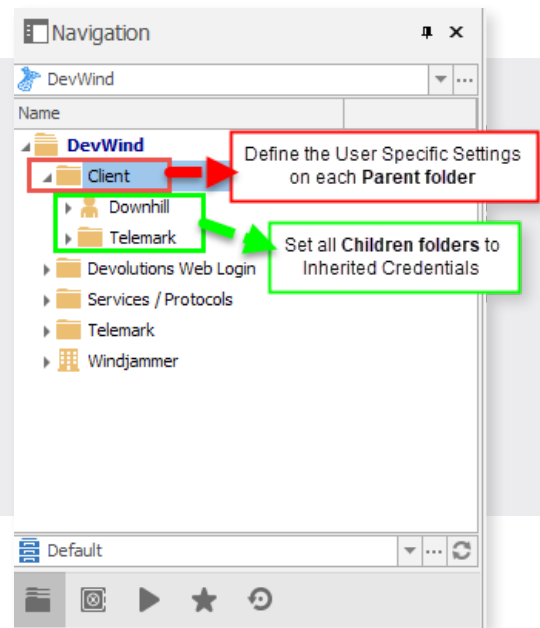 Navigation
DevWind
Name
DevWind
Define the User Specific Settings
on each Parent folder
Client
Downhill
Telemark
Set all Children folders to
Inherited Credentials
Devolutions Web Login
Services / Protocols
Telemark
Windjammer
Default